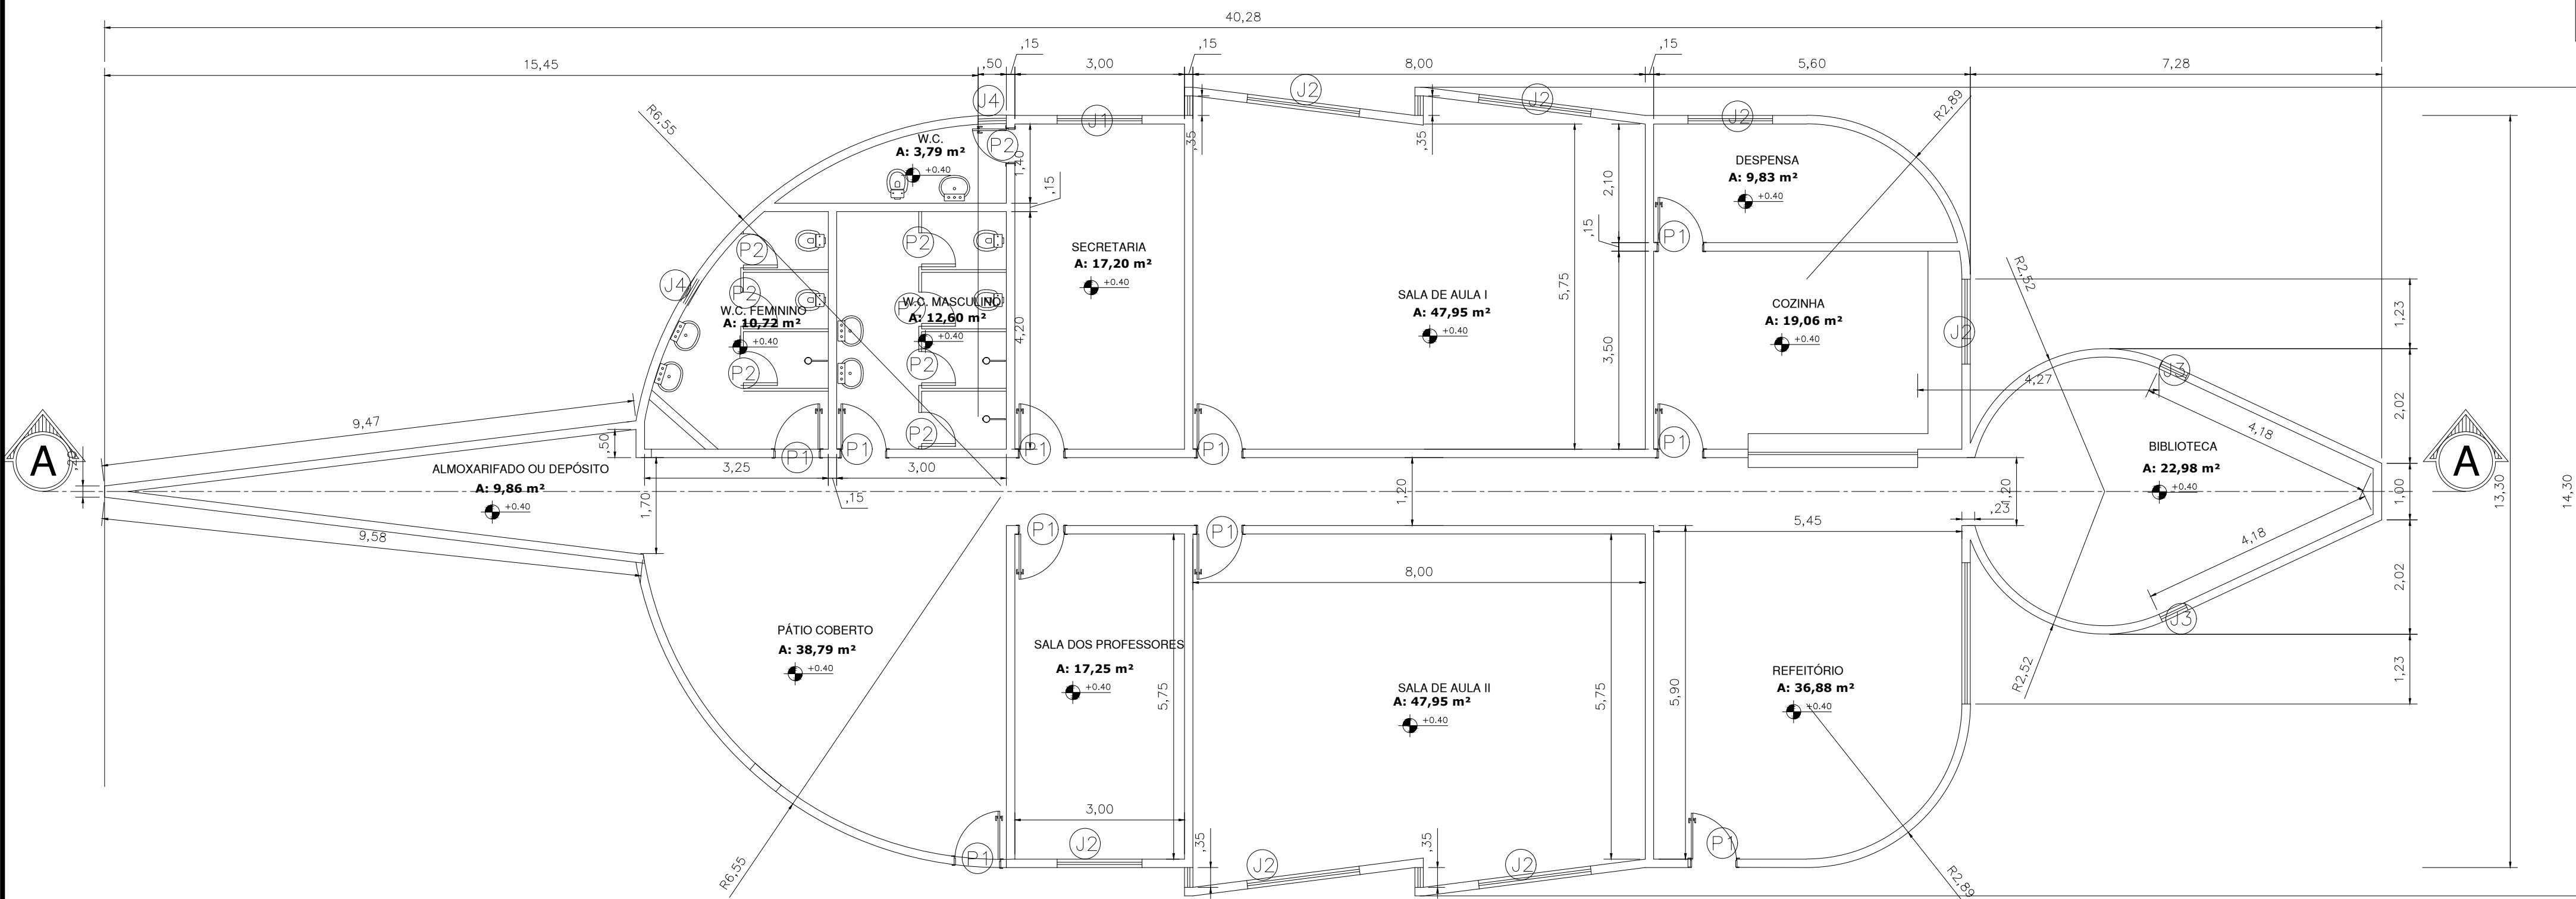 40,28
15,45
,50
,15
3,00
,15
8,00
,15
5,60
7,28
J4
J1
J2
J2
J2
R6,55
R2,89
W.C.
A: 3,79 m²
+0.40
P2
1,40
,15
,35
,35
DESPENSA
A: 9,83 m²
+0.40
2,10
,15
P1
P2
P2
SECRETARIA
A: 17,20 m²
+0.40
5,75
R2,52
J4
P2
P2
W.C. FEMININO
A: 10,72 m²
+0.40
W.C. MASCULINO
A: 12,60 m²
+0.40
4,20
SALA DE AULA I
A: 47,95 m²
+0.40
COZINHA
A: 19,06 m²
+0.40
3,50
J2
1,23
P2
P2
J3
4,27
2,02
9,47
,50
P2
P1
P1
P1
P1
P1
4,18
A
,20
ALMOXARIFADO OU DEPÓSITO
A: 9,86 m²
+0.40
3,25
,15
3,00
BIBLIOTECA
A: 22,98 m²
+0.40
A
1,70
1,20
1,20
1,00
13,30
14,30
9,58
P1
P1
5,45
,23
4,18
8,00
2,02
J3
PÁTIO COBERTO
A: 38,79 m²
+0.40
SALA DOS PROFESSORES
A: 17,25 m²
+0.40
5,75
SALA DE AULA II
A: 47,95 m²
+0.40
5,75
5,90
REFEITÓRIO
A: 36,88 m²
+0.40
R2,52
1,23
3,00
R6,55
P1
J2
,35
J2
,35
J2
P1
R2,89